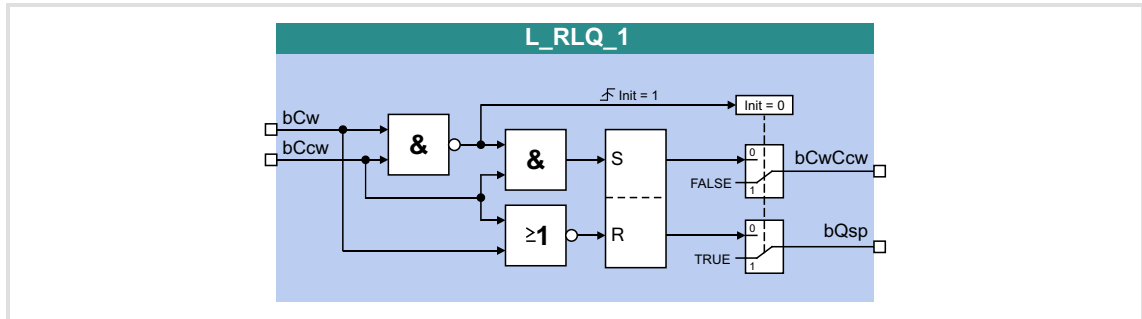 L_RLQ_1
Init = 1
Init = 0
bCw
bCcw
&
&
S
0
bCwCcw
FALSE
1
≥1
R
0
bQsp
TRUE
1